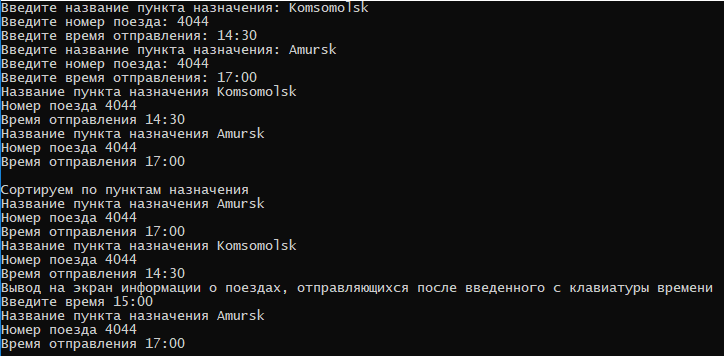 Введите название пункта назначения: Komsomolsk
Введите номер поезда: 4044
Введите время отправления: 14:30
Введите название пункта назначения: Amursk
Введите номер поезда: 4044
Введите время отправления: 17:00
Название пункта назначения Komsomolsk
Номер поезда 4044
Время отправления 14:30
Название пункта назначения Amursk
Номер поезда 4044
Время отправления 17:00
Сортируем по пунктам назначения
Название пункта назначения Amursk
Номер поезда 4044
Время отправления 17:00
Название пункта назначения Komsomolsk
Номер поезда 4044
Время отправления 14:30
Вывод на экран информации о поездах, отправляющихся после введенного с клавиатуры времени
Введите время 15:00
Название пункта назначения Amursk
Номер поезда 4044
Время отправления 17:00